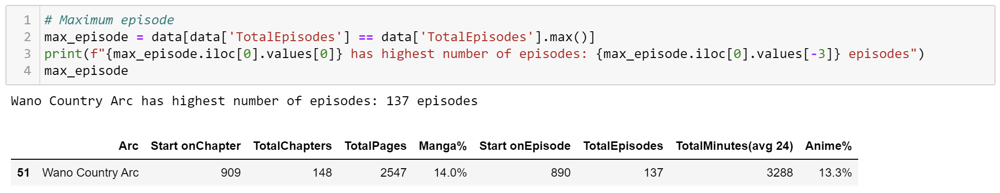 1 # Maximum episode
2 max_episode = data[data['TotalEpisodes'] == data['TotalEpisodes'].max()]
3 print(f"{max_episode.iloc[0].values[0]} has highest number of episodes: {max_episode.iloc[0].values[-3]} episodes")
4 max_episode
Wano Country Arc has highest number of episodes: 137 episodes
Arc Start onChapter TotalChapters TotalPages Manga% Start onEpisode TotalEpisodes TotalMinutes(avg 24) Anime%
51 Wano Country Arc 909 148 2547 14.0% 890 137 3288 13.3%